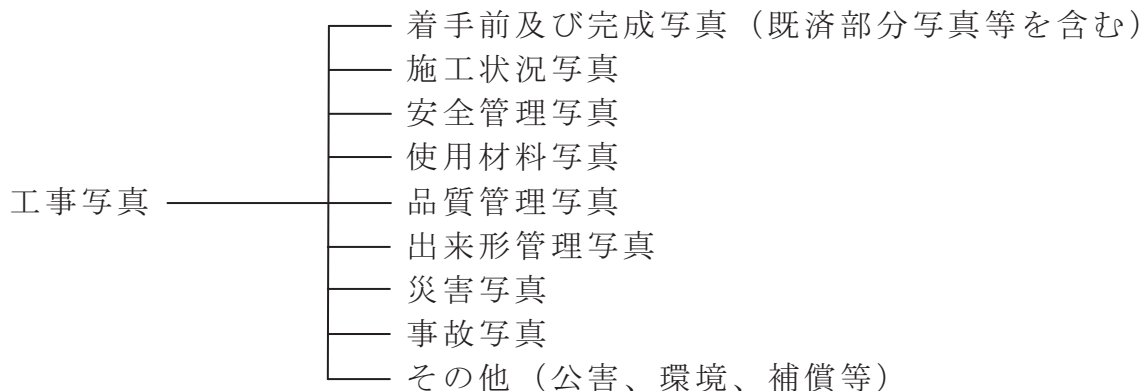 着手前及び完成写真（既済部分写真等を含む）
施工状況写真
安全管理写真
使用材料写真
工事写真
品質管理写真
出来形管理写真
災害写真
事故写真
その他（公害、環境、補償等）